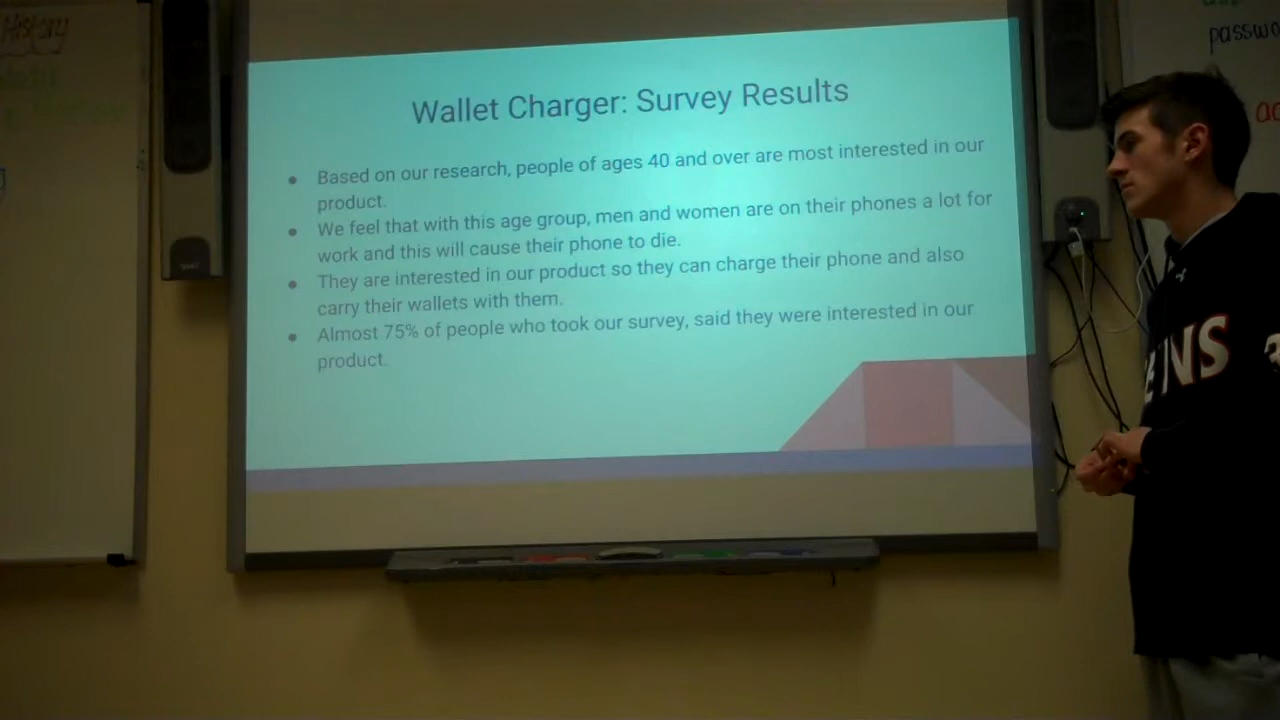 History
passwo
Wallet Charger: Survey Results
● Based on our research, people of ages 40 and over are most interested in our
product.
● We feel that with this age group, men and women are on their phones a lot for
work and this will cause their phone to die.
● They are interested in our product so they can charge their phone and also
carry their wallets with them.
● Almost 75% of people who took our survey, said they were interested in our
product.
ENS